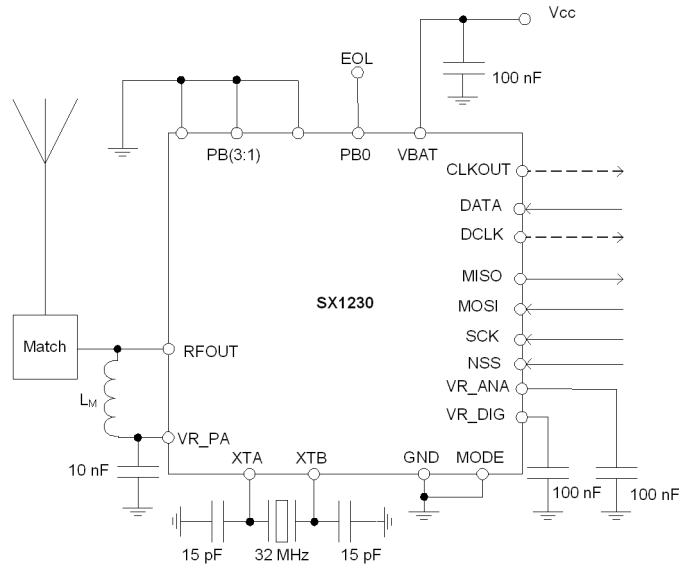 Vcc
EOL
100 nF
PB(3:1)
PB0
VBAT
CLKOUT
DATA
DCLK
MISO
SX1230
MOSI
Match
RFOUT
SCK
NSS
VR_ANA
LM
VR_DIG
VR_PA
XTA
XTB
GND
MODE
10 nF
100 nF
100 nF
15 pF
32 MHz
15 pF